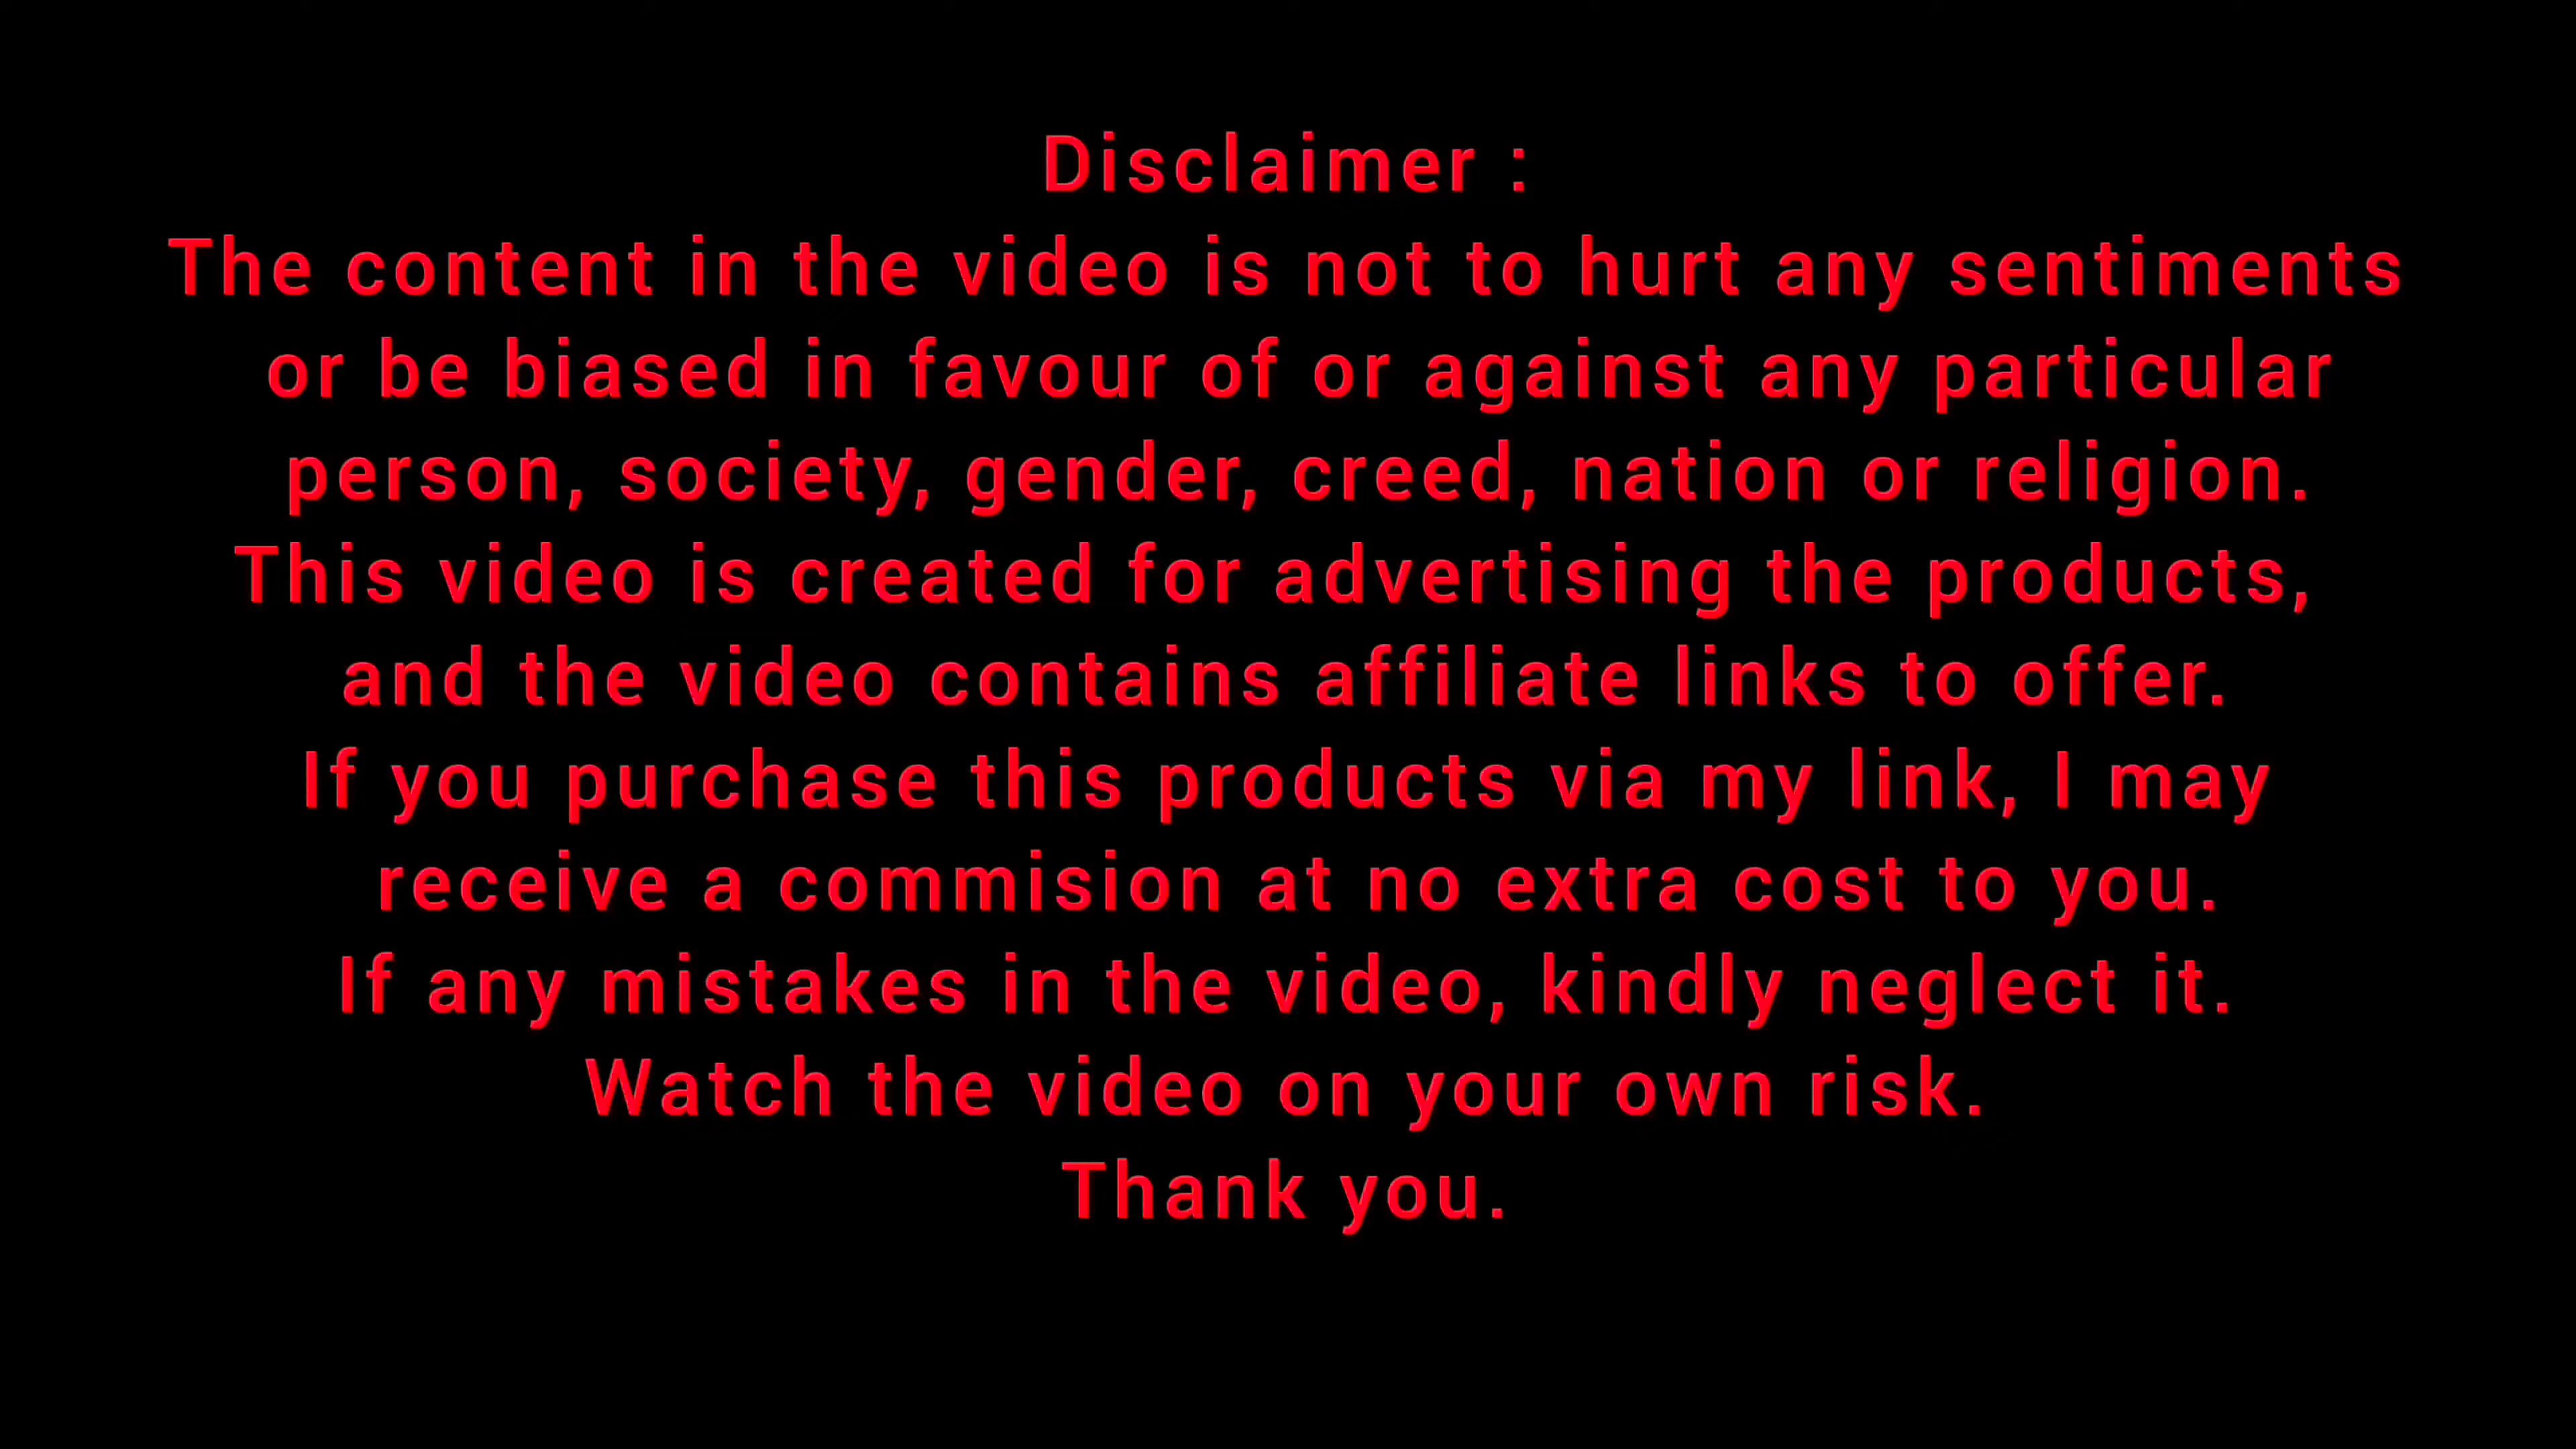 Disclaimer :
The content in the video is not to hurt any sentiments
or be biased in favour of or against any particular
person, society, gender, creed, nation or religion.
This video is created for advertising the products,
and the video contains affiliate links to offer.
If you purchase this products via my link, I may
receive a commision at no extra cost to you.
If any mistakes in the video, kindly neglect it.
Watch the video on your own risk.
Thank you.